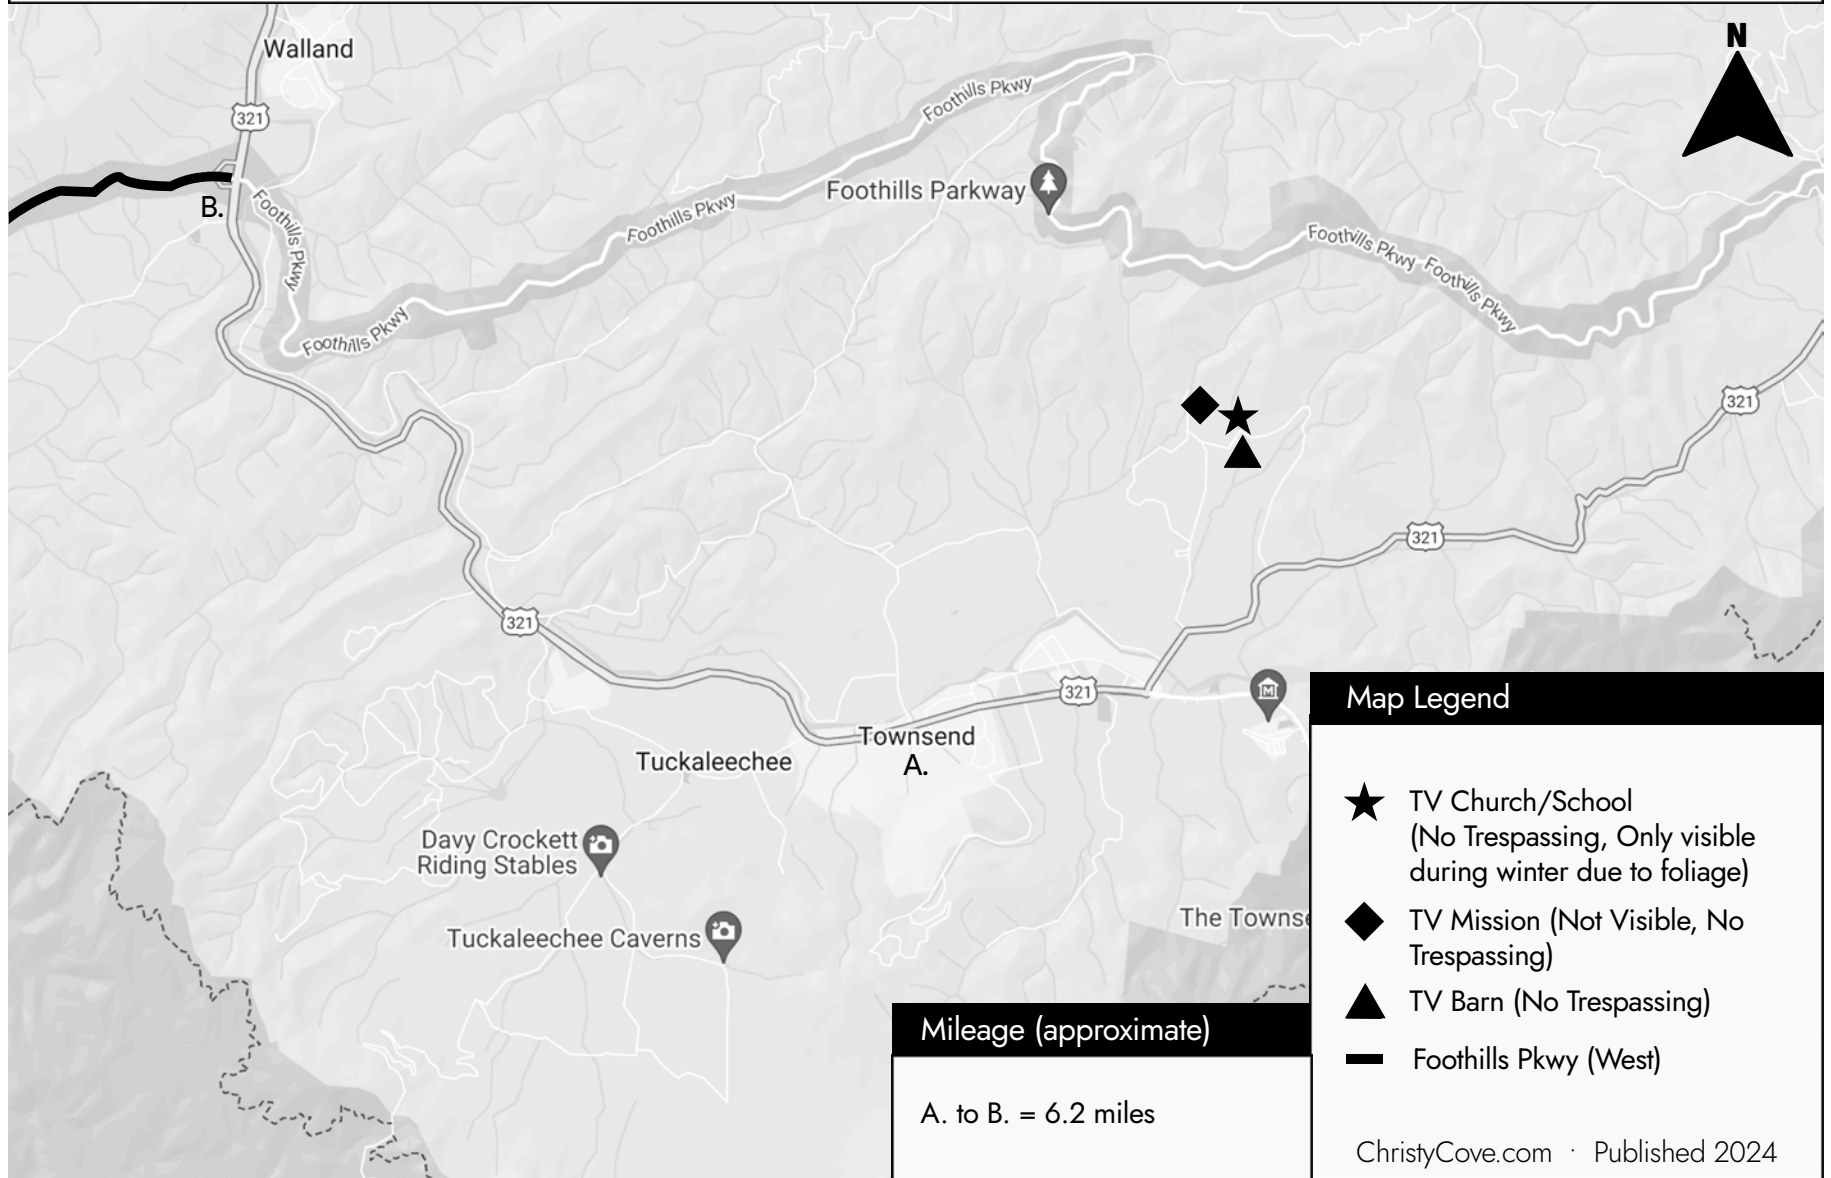 N
Walland
321
B.
Foothills Pkwy
Foothills Pkwy
Foothills Pkwy
Foothills Pkwy
Foothills Parkway
Foothills Pkwy
Foothills Pkwy
321
321
321
321
Townsend
A.
Tuckaleechee
Davy Crockett
Riding Stables
Tuckaleechee Caverns
The Townse
Mileage (approximate)
A. to B. = 6.2 miles
Map Legend
TV Church/School
(No Trespassing, Only visible
during winter due to foliage)
TV Mission (Not Visible, No
Trespassing)
TV Barn (No Trespassing)
Foothills Pkwy (West)
ChristyCove.com · Published 2024